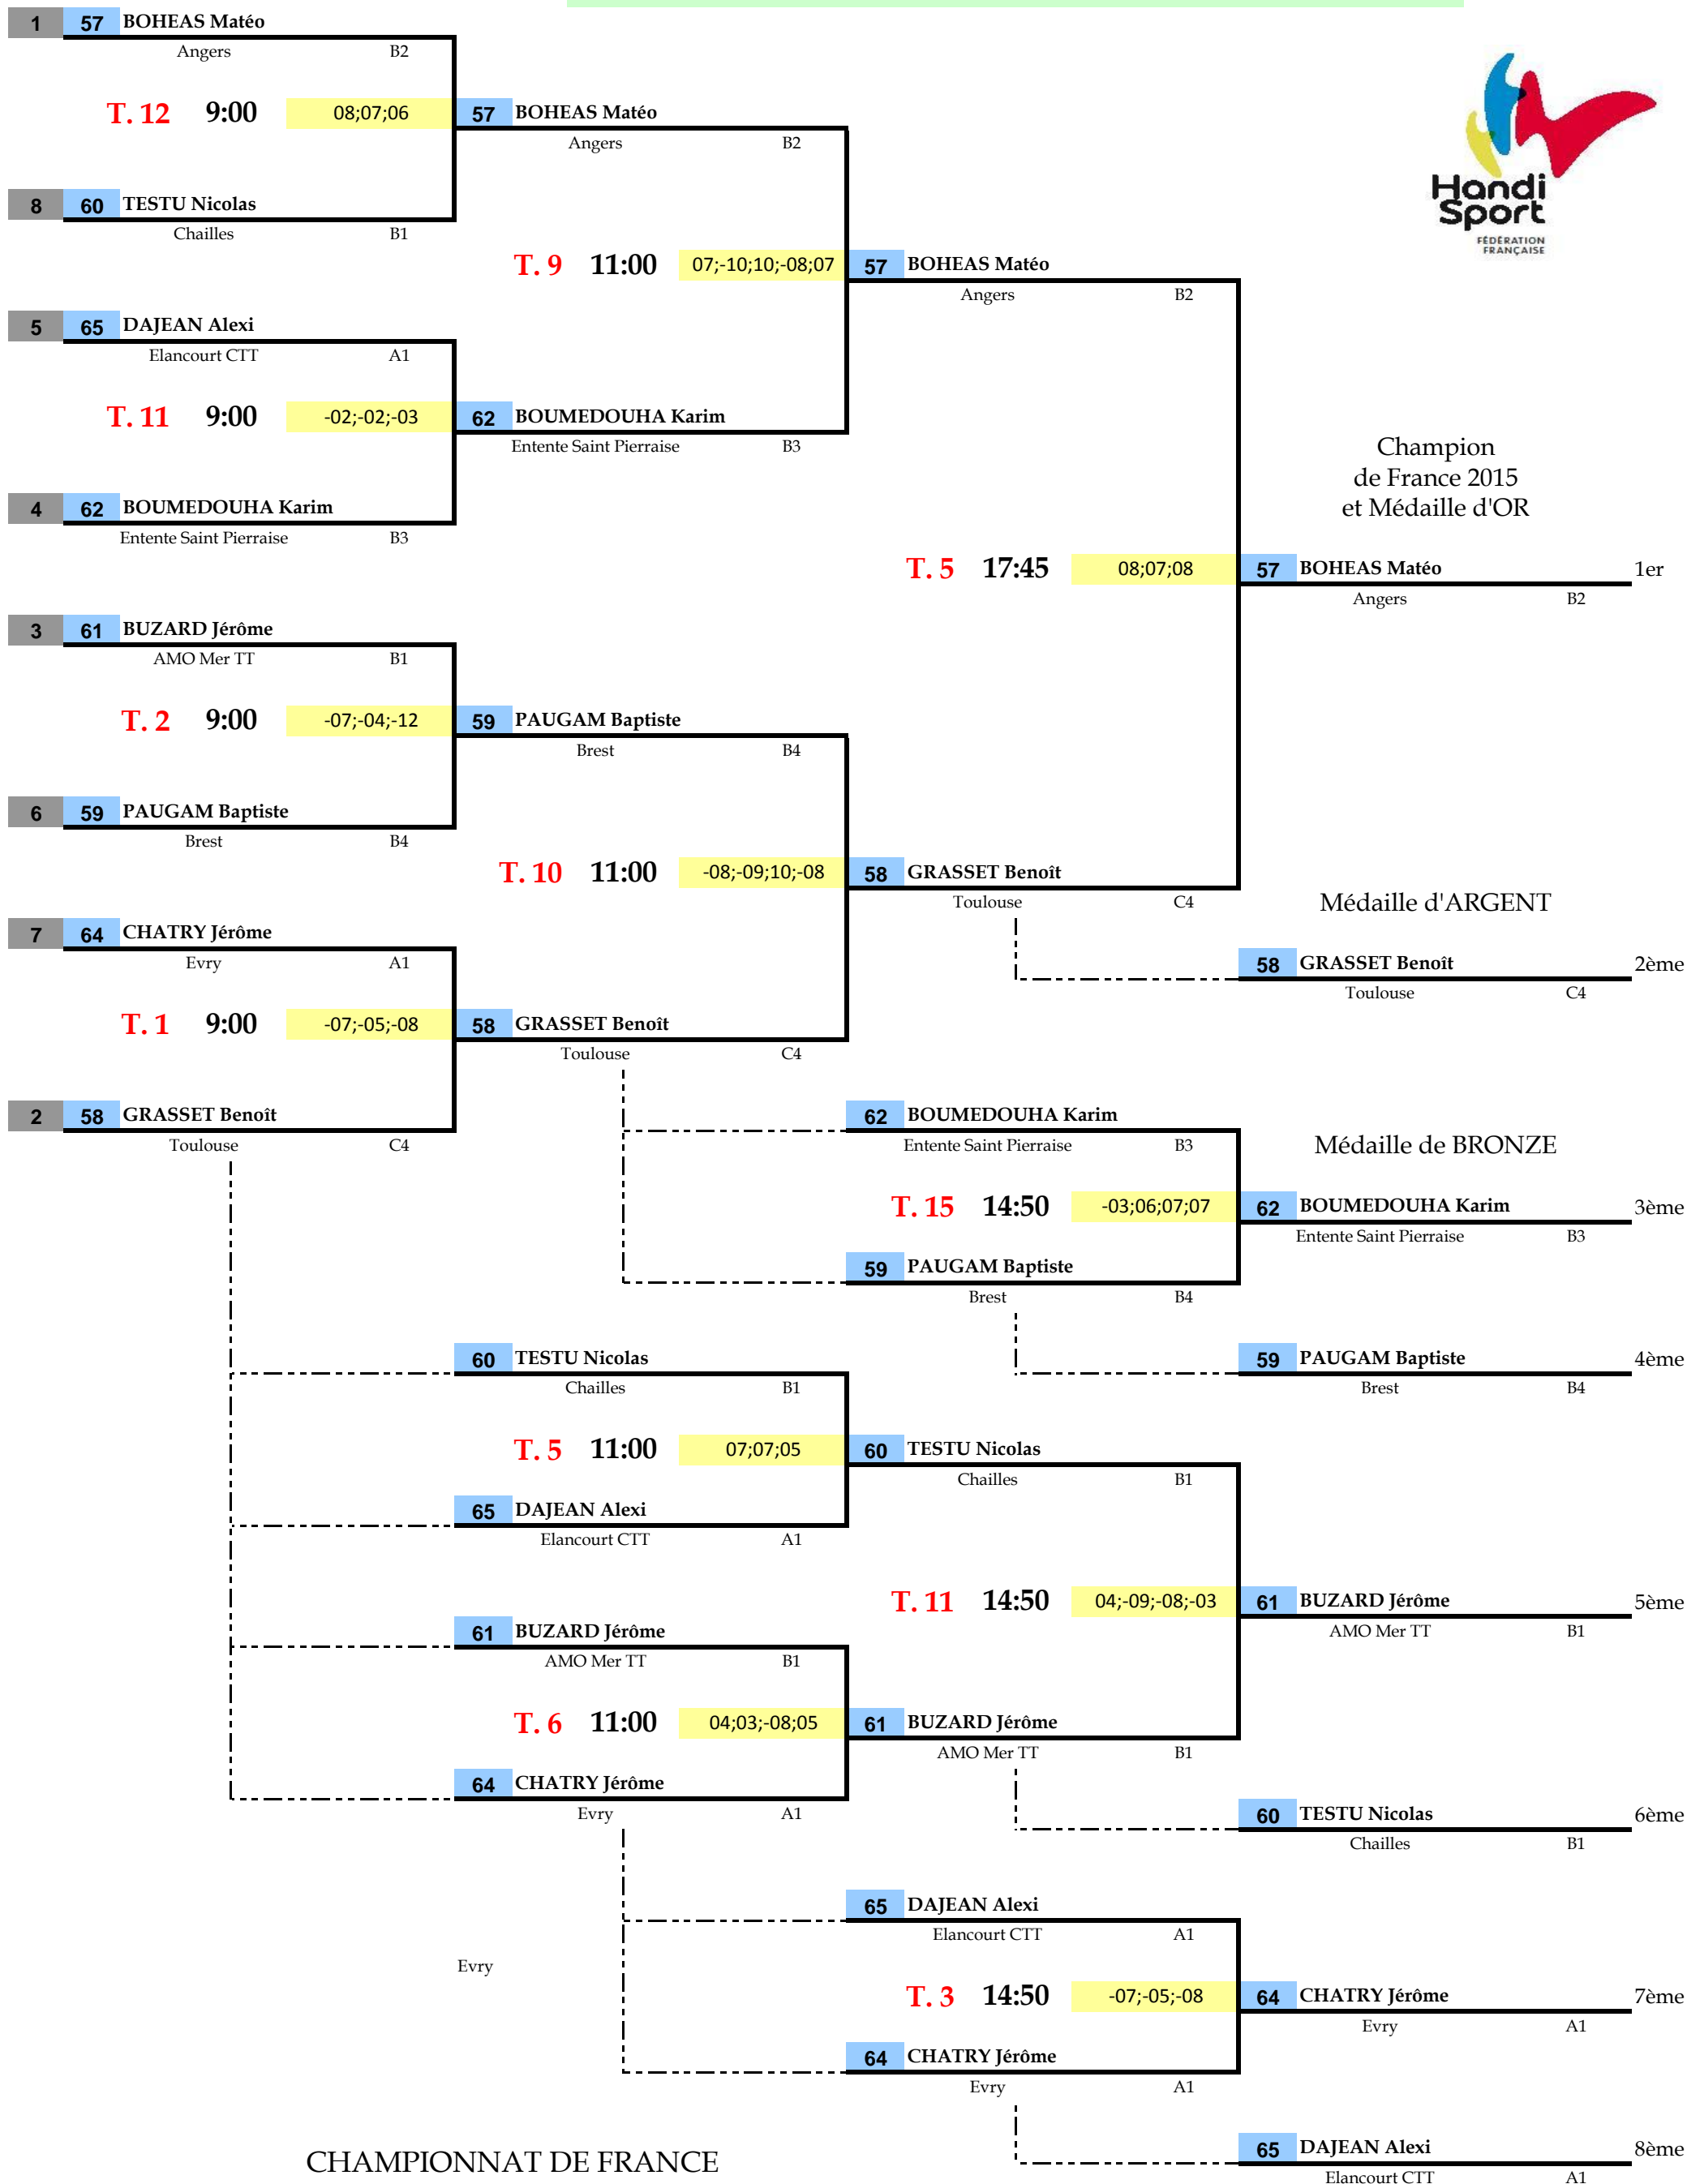 1 57 BOHEAS Matéo
Angers B2
T. 12 9:00 08;07;06 57 BOHEAS Matéo
Angers B2
8 60 TESTU Nicolas
Chailles B1
Handi
Sport
FÉDÉRATION
FRANÇAISE
T. 9 11:00 07;-10;10;-08;07 57 BOHEAS Matéo
Angers B2
5 65 DAJEAN Alexi
Elancourt CTT A1
T. 11 9:00 -02;-02;-03 62 BOUMEDOUHA Karim
Entente Saint Pierraise B3
Champion
de France 2015
et Médaille d'OR
4 62 BOUMEDOUHA Karim
Entente Saint Pierraise B3
T. 5 17:45 08;07;08 57 BOHEAS Matéo 1er
Angers B2
3 61 BUZARD Jérôme
AMO Mer TT B1
T. 2 9:00 -07;-04;-12 59 PAUGAM Baptiste
Brest B4
6 59 PAUGAM Baptiste
Brest B4
T. 10 11:00 -08;-09;10;-08 58 GRASSET Benoît
Toulouse C4
Médaille d'ARGENT
7 64 CHATRY Jérôme
Evry A1
58 GRASSET Benoît 2ème
Toulouse C4
T. 1 9:00 -07;-05;-08 58 GRASSET Benoît
Toulouse C4
2 58 GRASSET Benoît
Toulouse C4
62 BOUMEDOUHA Karim
Entente Saint Pierraise B3
Médaille de BRONZE
T. 15 14:50 -03;06;07;07 62 BOUMEDOUHA Karim 3ème
Entente Saint Pierraise B3
59 PAUGAM Baptiste
Brest B4
60 TESTU Nicolas
Chailles B1
59 PAUGAM Baptiste 4ème
Brest B4
T. 5 11:00 07;07;05 60 TESTU Nicolas
Chailles B1
65 DAJEAN Alexi
Elancourt CTT A1
T. 11 14:50 04;-09;-08;-03 61 BUZARD Jérôme 5ème
AMO Mer TT B1
61 BUZARD Jérôme
AMO Mer TT B1
T. 6 11:00 04;03;-08;05 61 BUZARD Jérôme
AMO Mer TT B1
64 CHATRY Jérôme
Evry A1
60 TESTU Nicolas 6ème
Chailles B1
65 DAJEAN Alexi
Elancourt CTT A1
Evry
T. 3 14:50 -07;-05;-08 64 CHATRY Jérôme 7ème
Evry A1
64 CHATRY Jérôme
Evry A1
CHAMPIONNAT DE FRANCE
65 DAJEAN Alexi 8ème
Elancourt CTT A1